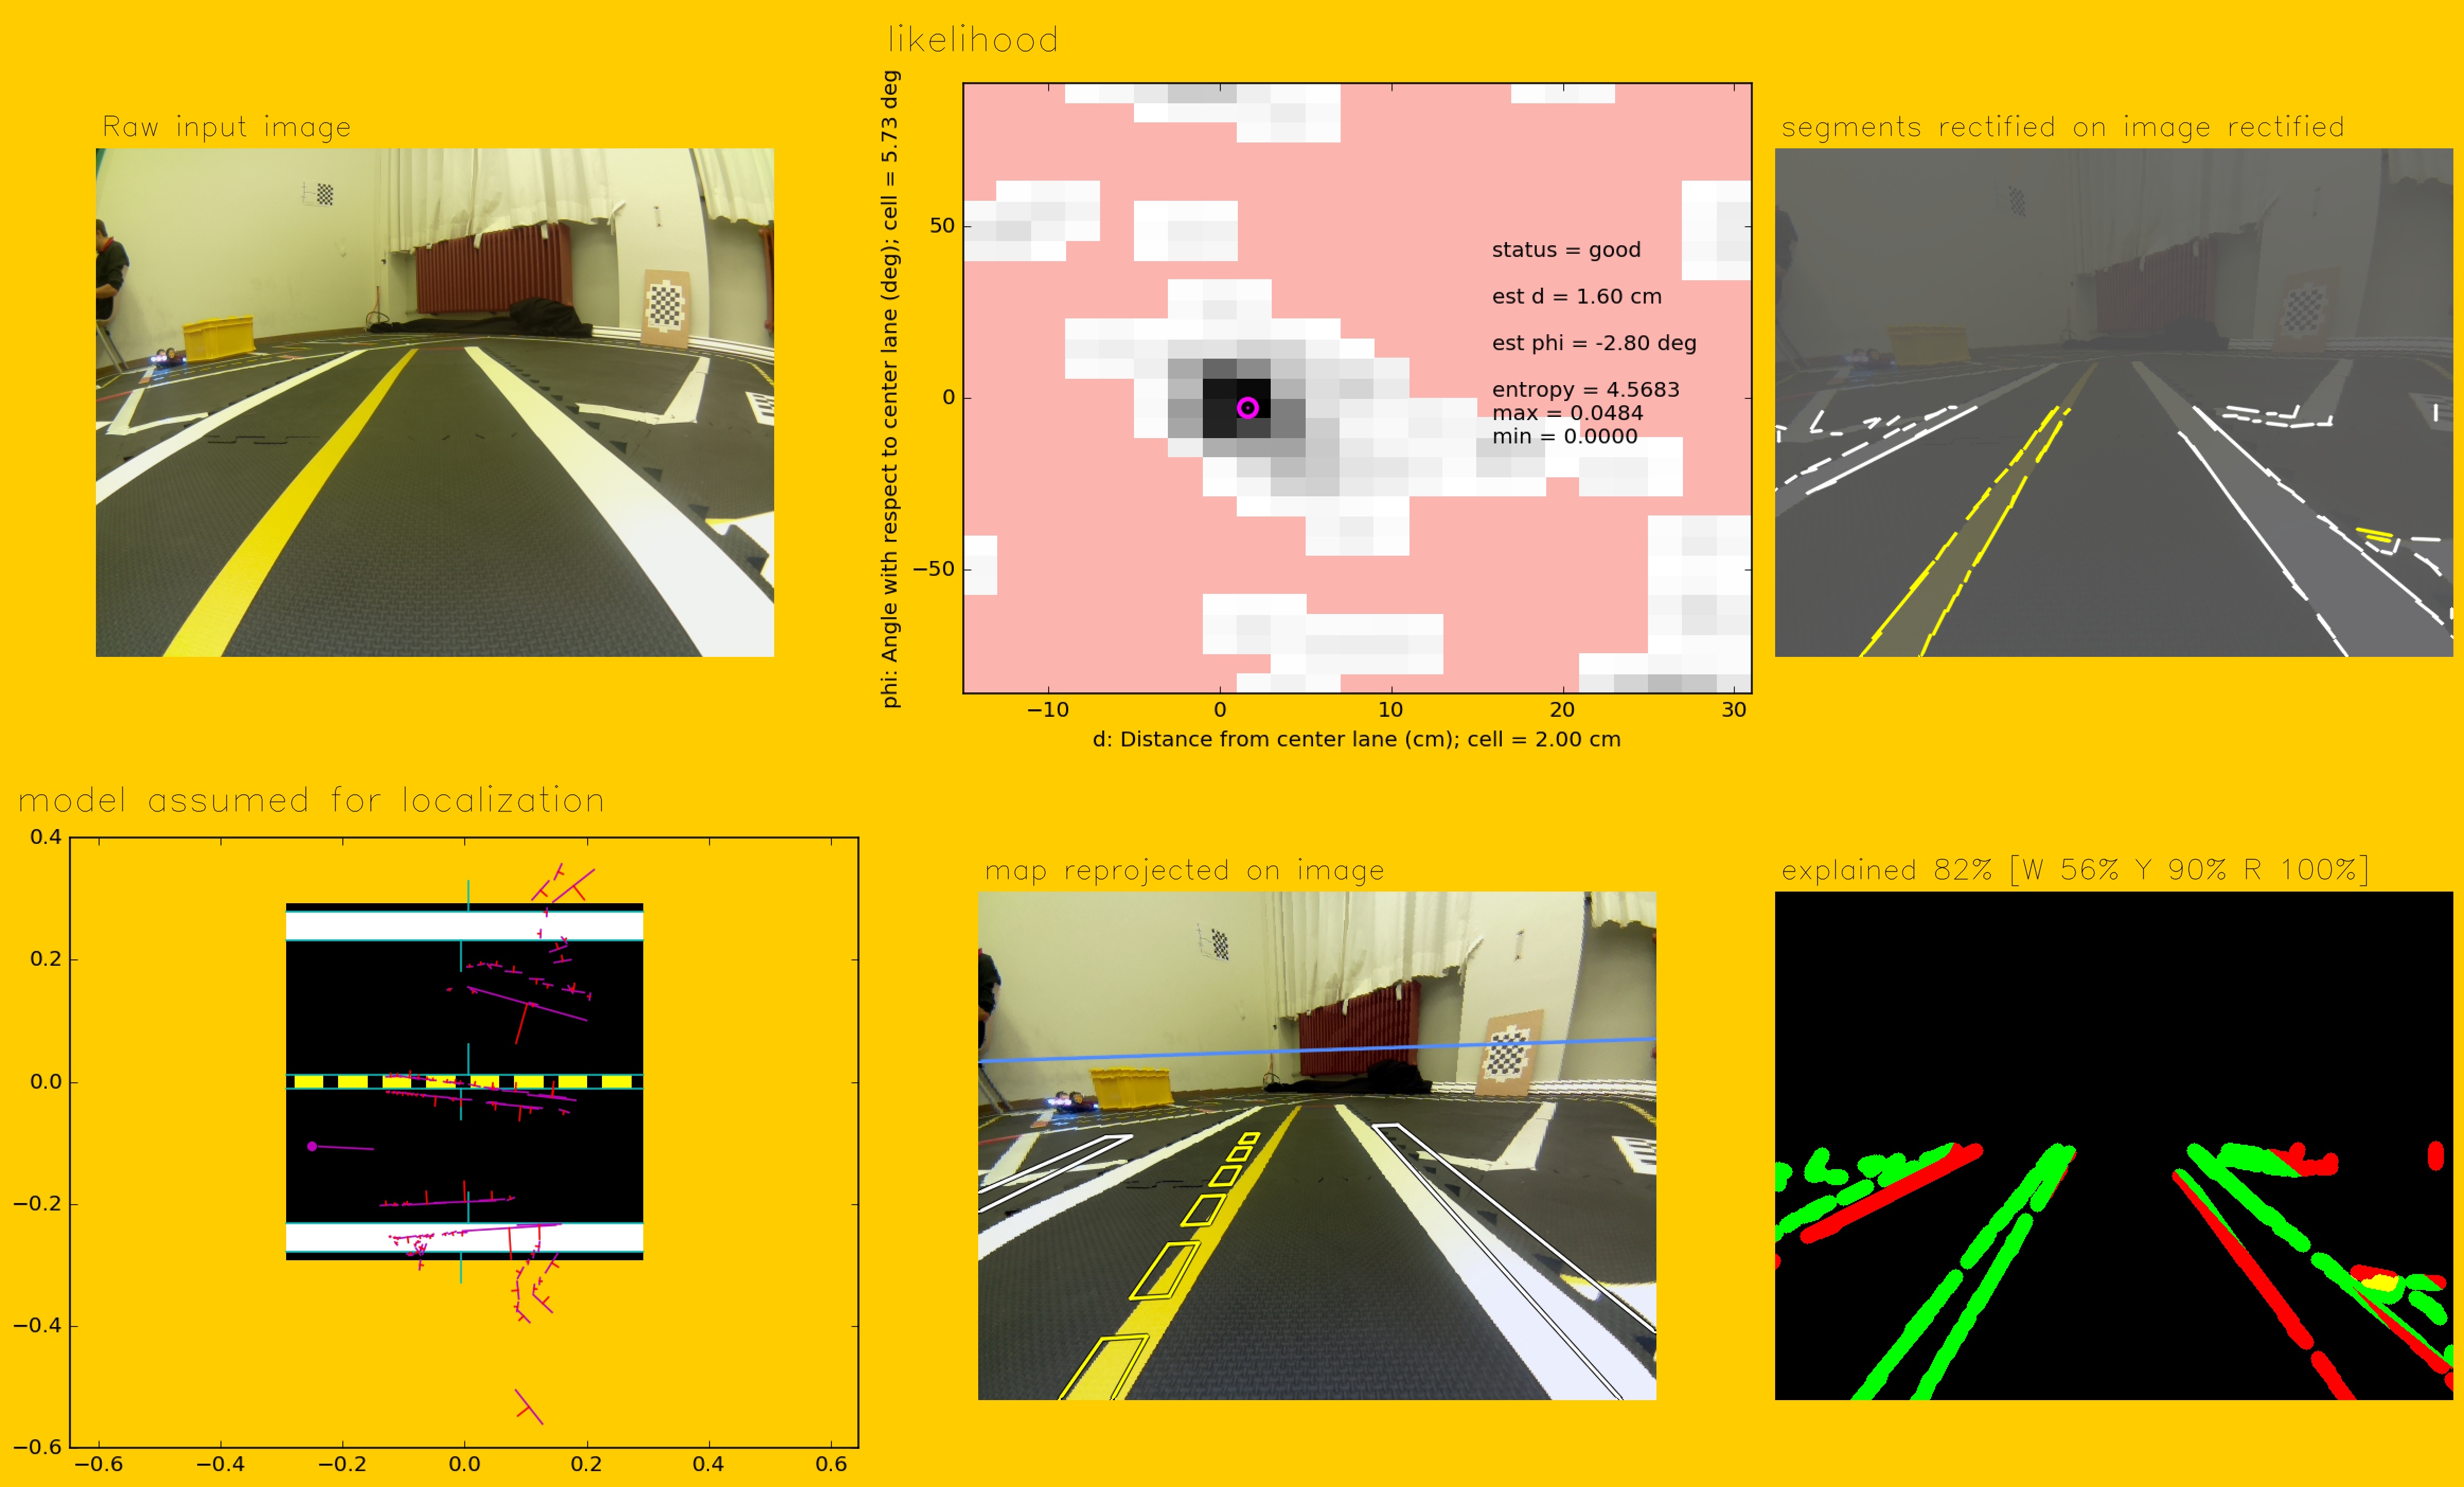 likelihood
Raw input image
segments rectified on image rectified
phi: Angle with respect to center lane (deg); cell = 5.73 deg
50
0
−50
status = good
est d = 1.60 cm
est phi = -2.80 deg
entropy = 4.5683
max = 0.0484
min = 0.0000
−10
0
10
20
30
d: Distance from center lane (cm); cell = 2.00 cm
model assumed for localization
0.4
0.2
0.0
−0.2
−0.4
−0.6
−0.6
−0.4
−0.2
0.0
0.2
0.4
0.6
map reprojected on image
explained 82% [W 56% Y 90% R 100%]